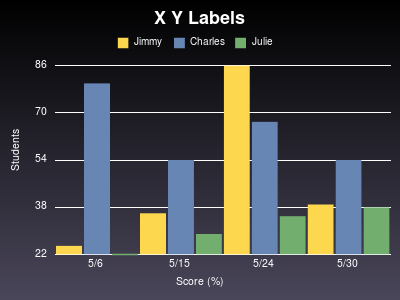 X Y Labels
Jimmy Charles Julie
86
70
54
38
22
Students
5/6 5/15 5/24 5/30
Score (%)